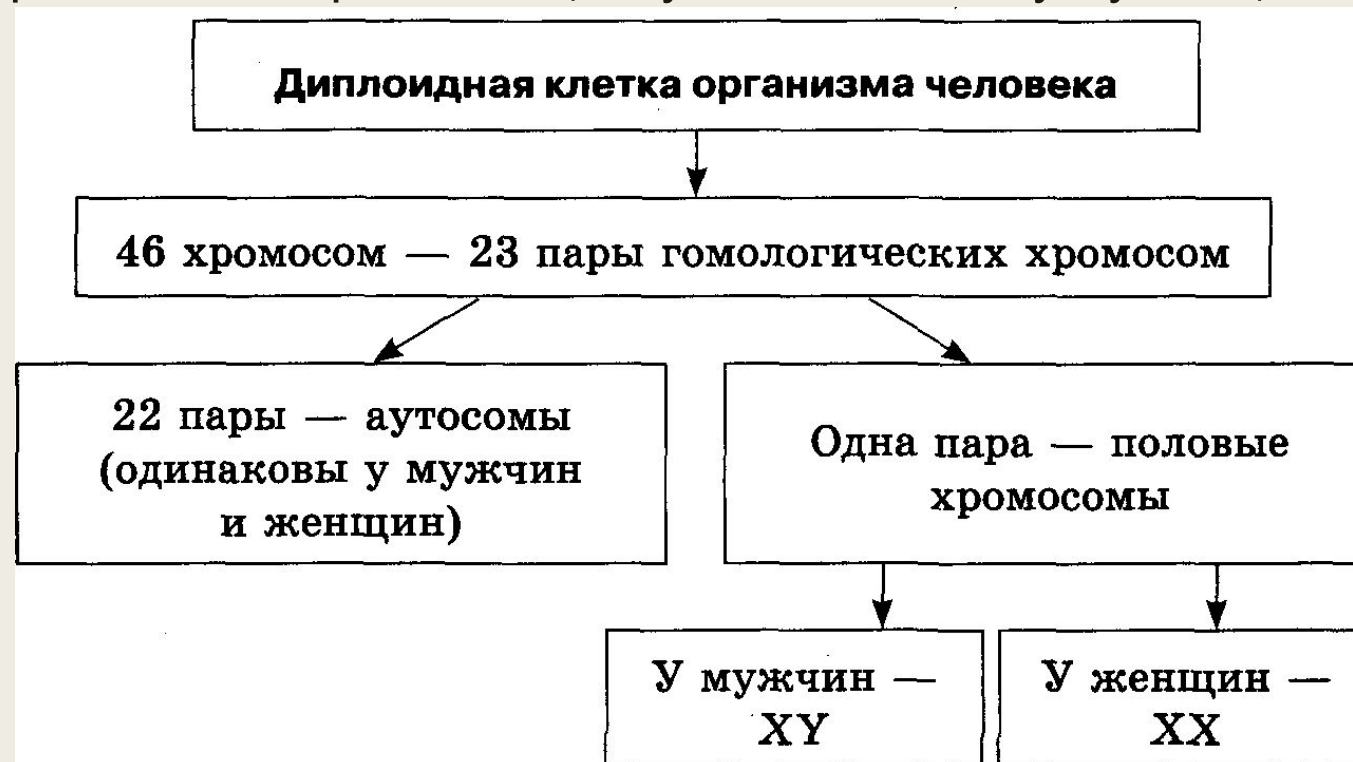 Диплоидная клетка организма человека
46 хромосом — 23 пары гомологических хромосом
22 пары — аутосомы
(одинаковы у мужчин
и женщин)
Одна пара — половые
хромосомы
У мужчин —
XY
У женщин —
XX